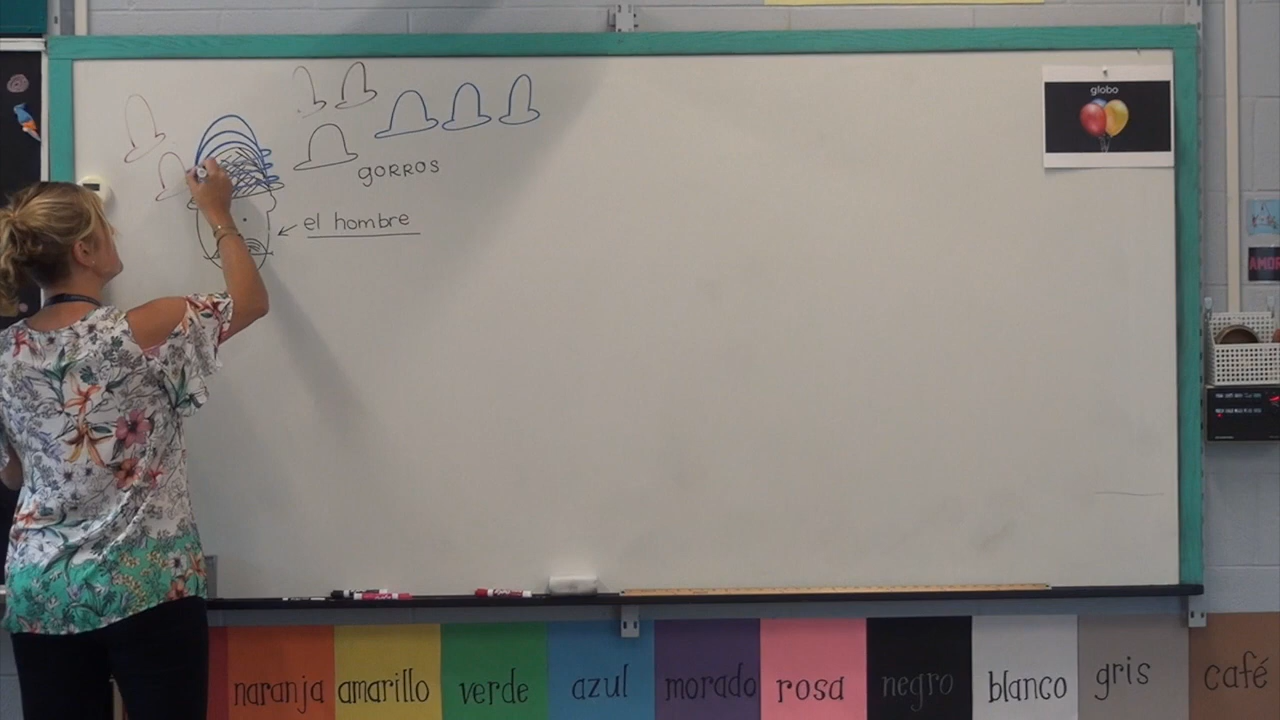 globo
gORROS
el hombre
AMOR
naranja
amarillo
verde
azul
morado
rosa
negro
blanco
gris
café